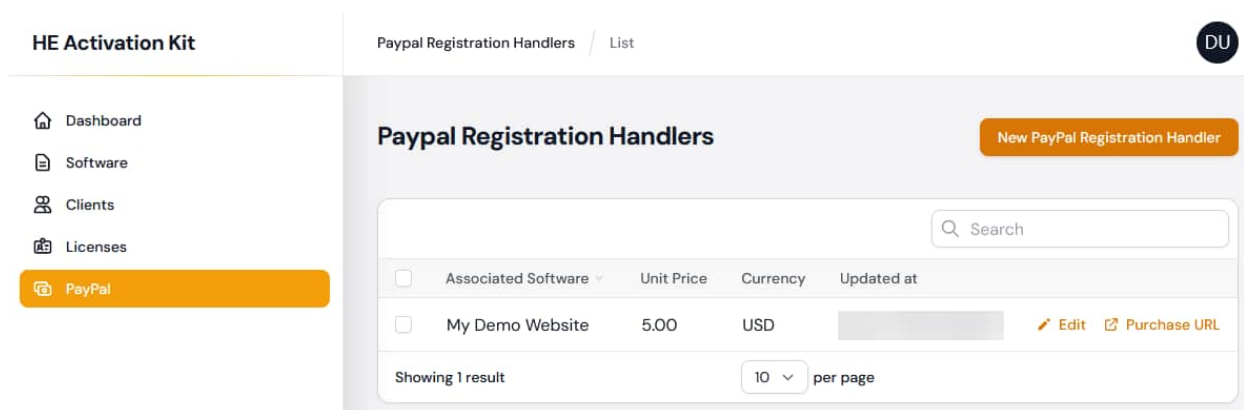 HE Activation Kit
Paypal Registration Handlers / List
DU
Dashboard
Software
Clients
Licenses
PayPal
Paypal Registration Handlers
New PayPal Registration Handler
Search
Associated Software Unit Price Currency Updated at
My Demo Website 5.00 USD Edit Purchase URL
Showing 1 result 10 per page